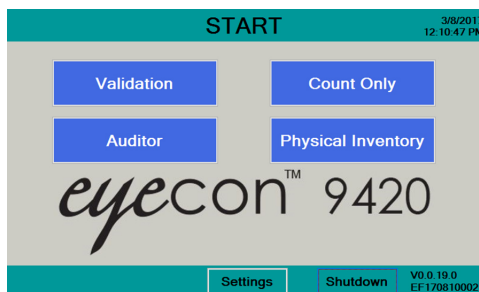 START
3/8/201
12:10:47 PM
Validation
Count Only
Auditor
Physical Inventory
eyecon™ 9420
Settings
Shutdown
V0.0.19.0
EF170810002